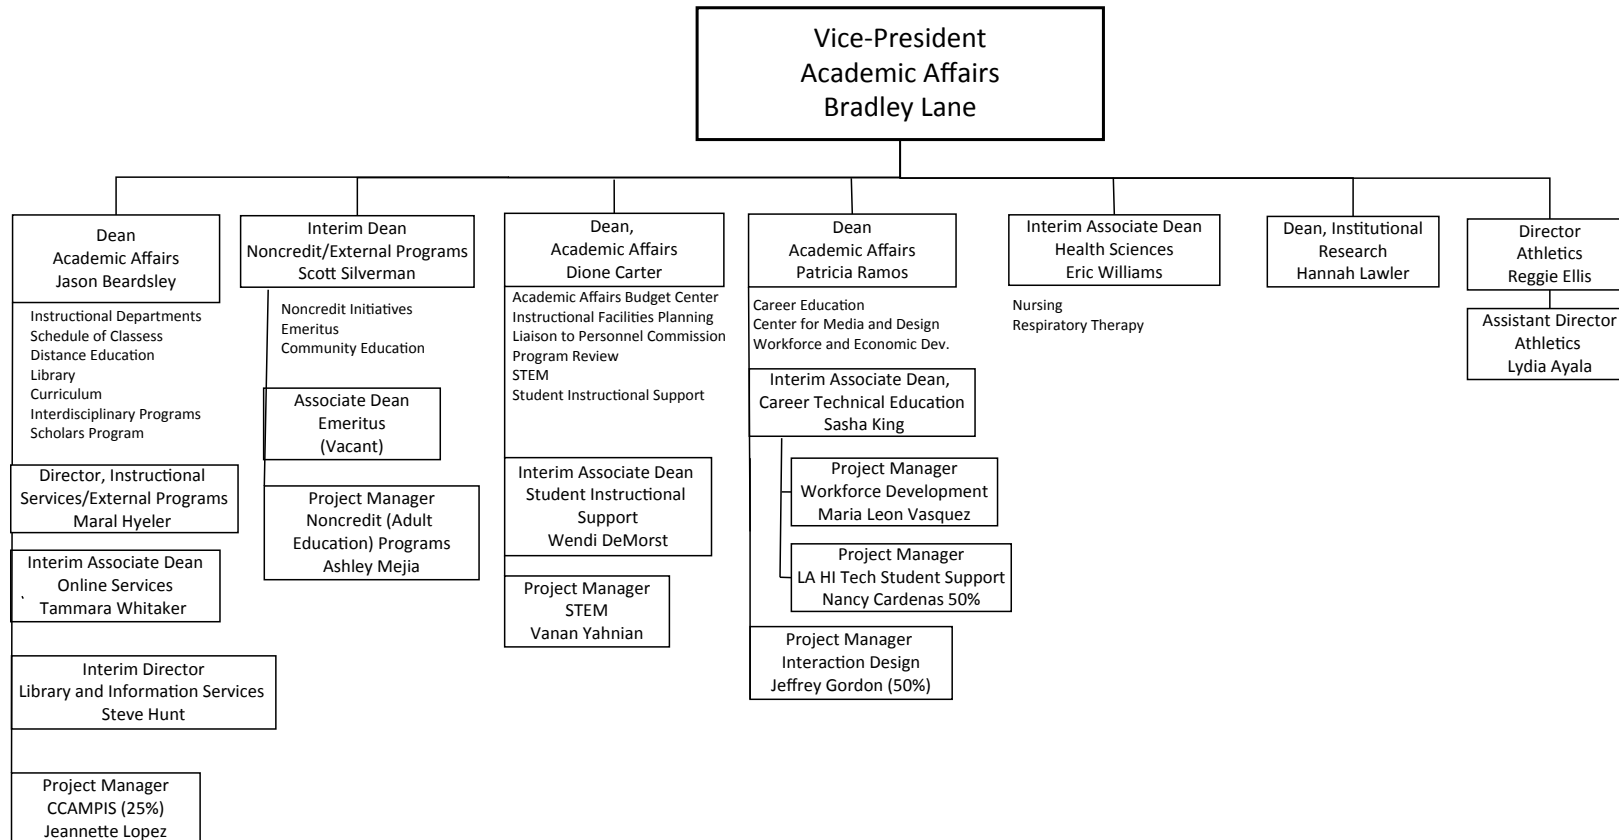 Vice-President
Academic Affairs
Bradley Lane
Dean
Academic Affairs
Jason Beardsley
Instructional Departments
Schedule of Classess
Distance Education
Library
Curriculum
Interdisciplinary Programs
Scholars Program
Director, Instructional
Services/External Programs
Maral Hyeler
Interim Associate Dean
Online Services
Tammara Whitaker
Interim Director
Library and Information Services
Steve Hunt
Project Manager
CCAMPIS (25%)
Jeannette Lopez
Interim Dean
Noncredit/External Programs
Scott Silverman
Noncredit Initiatives
Emeritus
Community Education
Associate Dean
Emeritus
(Vacant)
Project Manager
Noncredit (Adult
Education) Programs
Ashley Mejia
Dean,
Academic Affairs
Dione Carter
Academic Affairs Budget Center
Instructional Facilities Planning
Liaison to Personnel Commission
Program Review
STEM
Student Instructional Support
Interim Associate Dean
Student Instructional
Support
Wendi DeMorst
Project Manager
STEM
Vanan Yahnian
Dean
Academic Affairs
Patricia Ramos
Career Education
Center for Media and Design
Workforce and Economic Dev.
Interim Associate Dean,
Career Technical Education
Sasha King
Project Manager
Workforce Development
Maria Leon Vasquez
Project Manager
LA HI Tech Student Support
Nancy Cardenas 50%
Project Manager
Interaction Design
Jeffrey Gordon (50%)
Interim Associate Dean
Health Sciences
Eric Williams
Nursing
Respiratory Therapy
Dean, Institutional
Research
Hannah Lawler
Director
Athletics
Reggie Ellis
Assistant Director
Athletics
Lydia Ayala